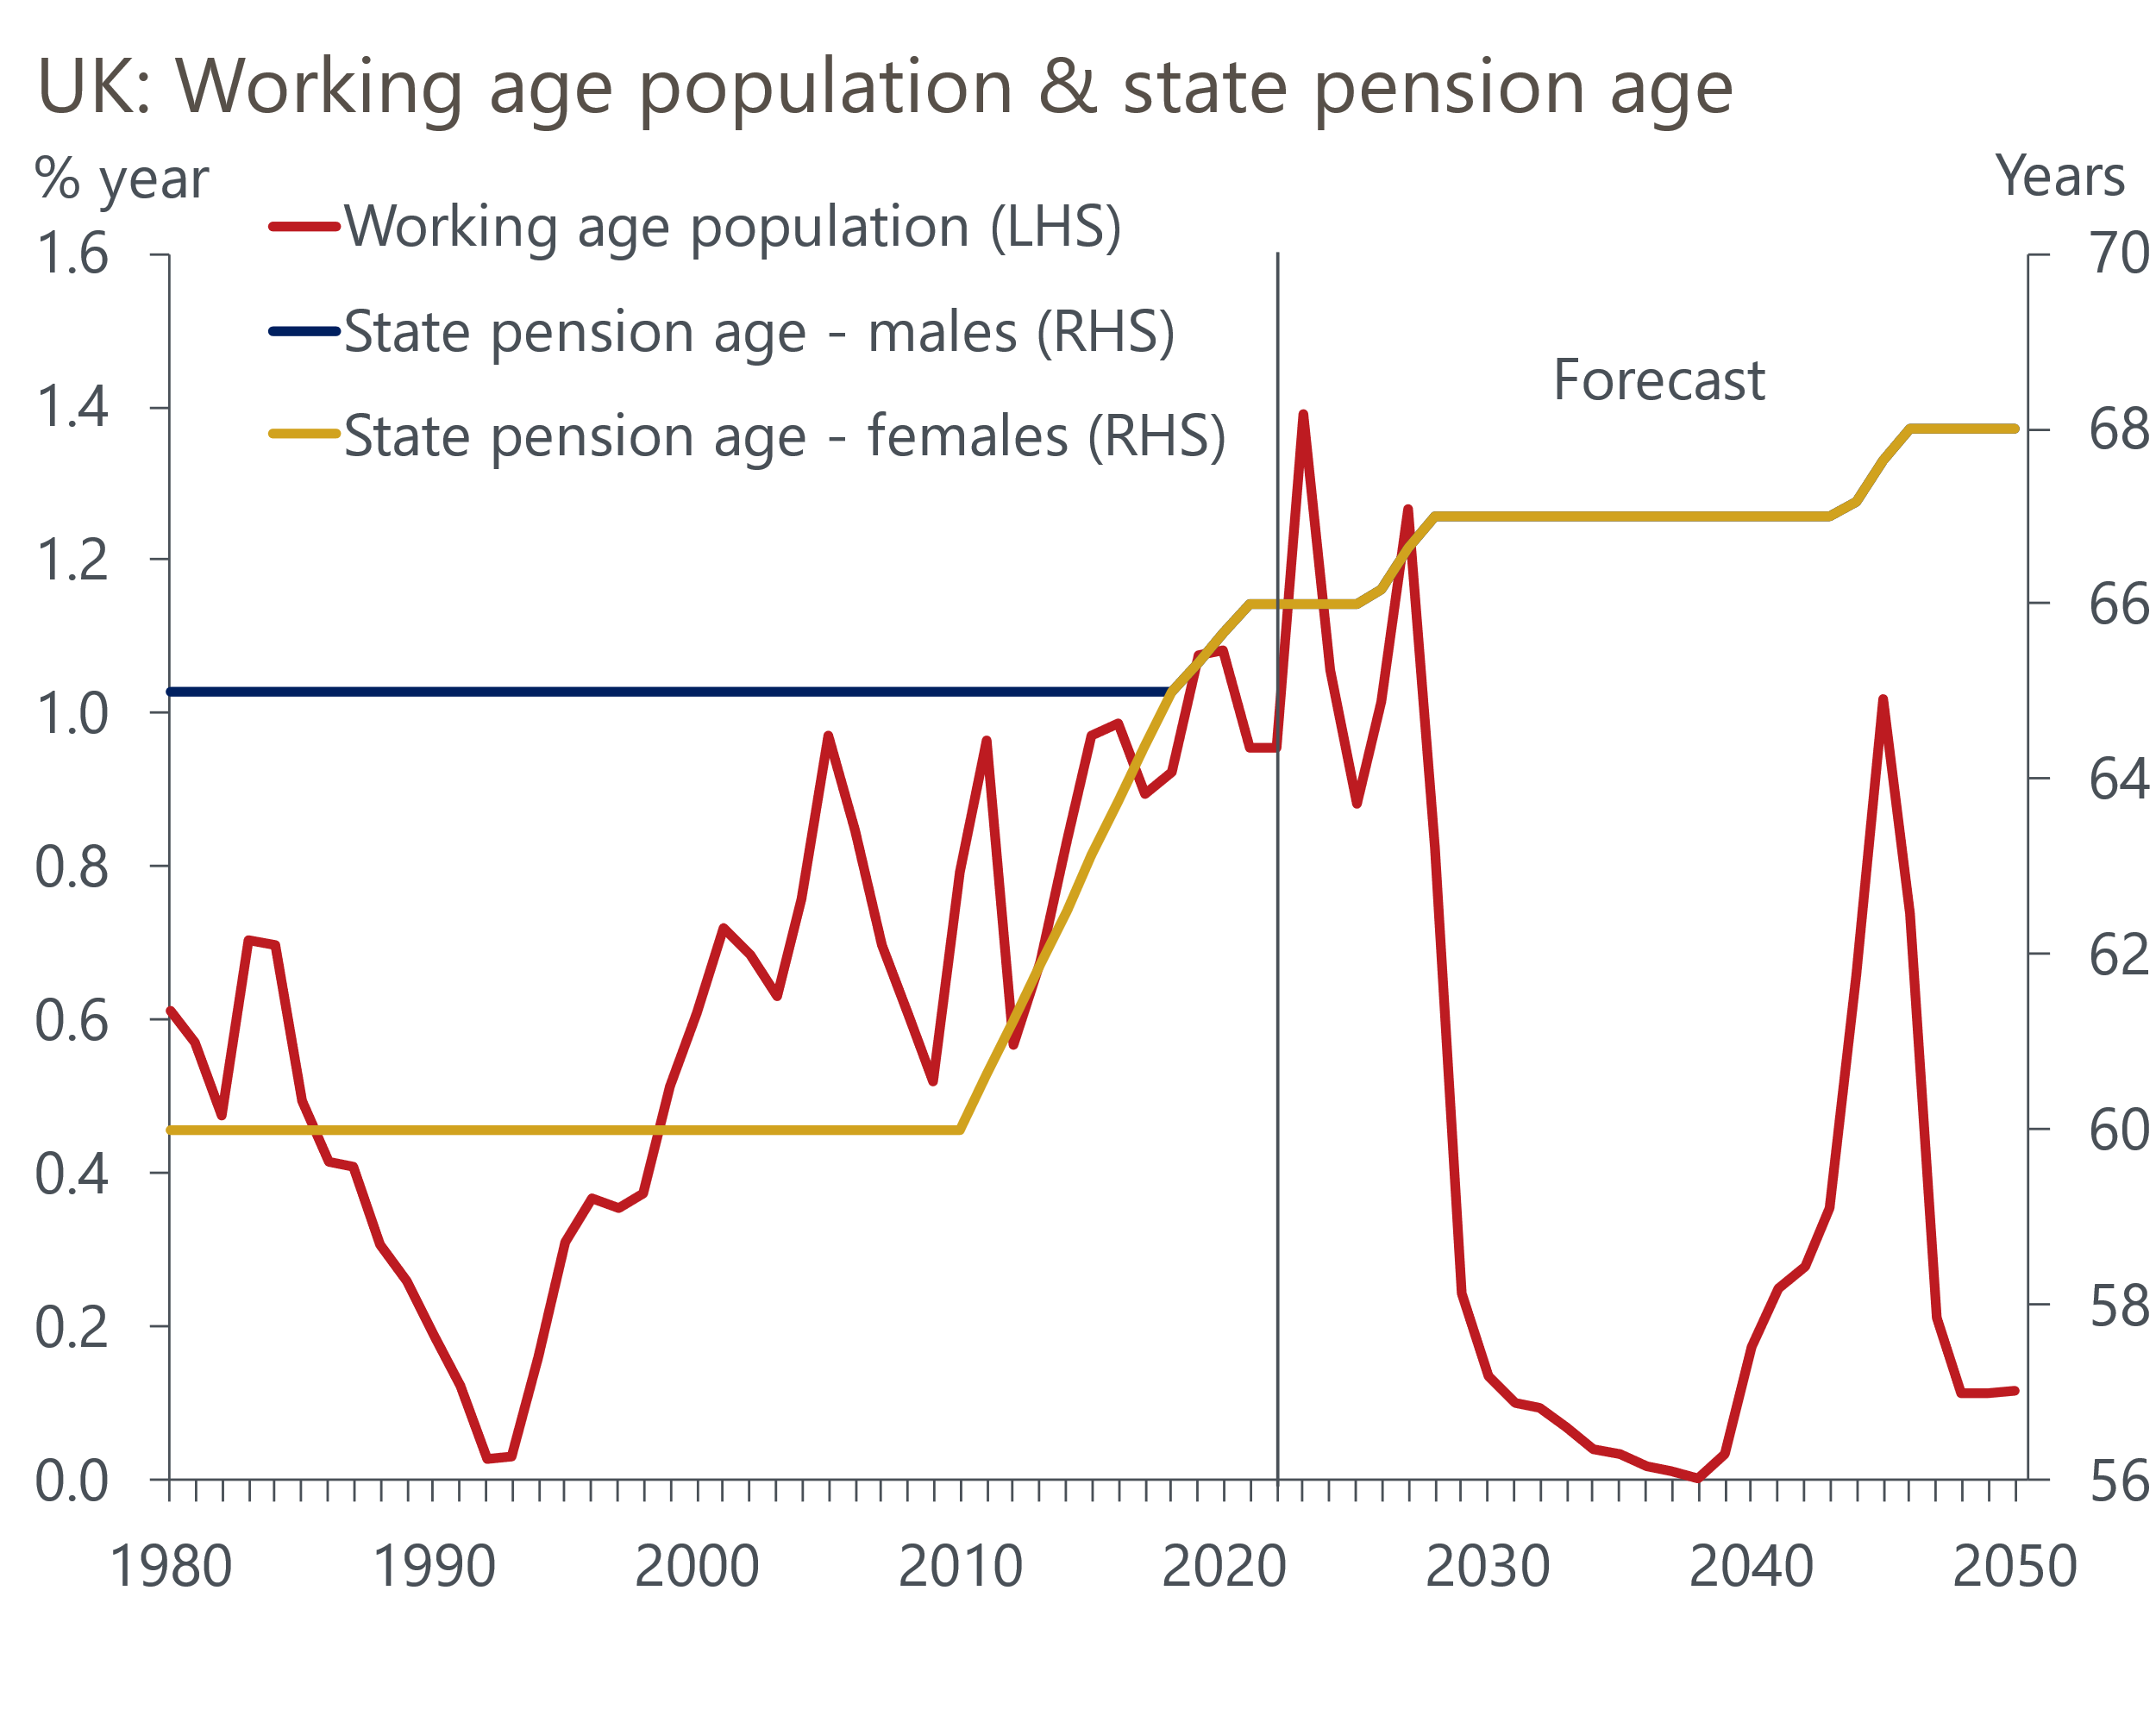 UK: Working age population & state pension age
% year
Years
Working age population (LHS)
State pension age - males (RHS)
State pension age - females (RHS)
Forecast
1.6
1.4
1.2
1.0
0.8
0.6
0.4
0.2
0.0
70
68
66
64
62
60
58
56
1980 1990 2000 2010 2020 2030 2040 2050